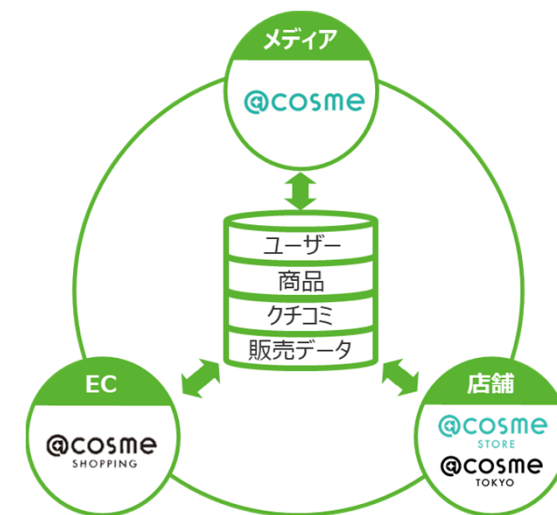 メディア
@cosme
ユーザー
商品
クチコミ
販売データ
EC
@cosme
SHOPPING
店舗
@cosme
STORE
@cosme
TOKYO